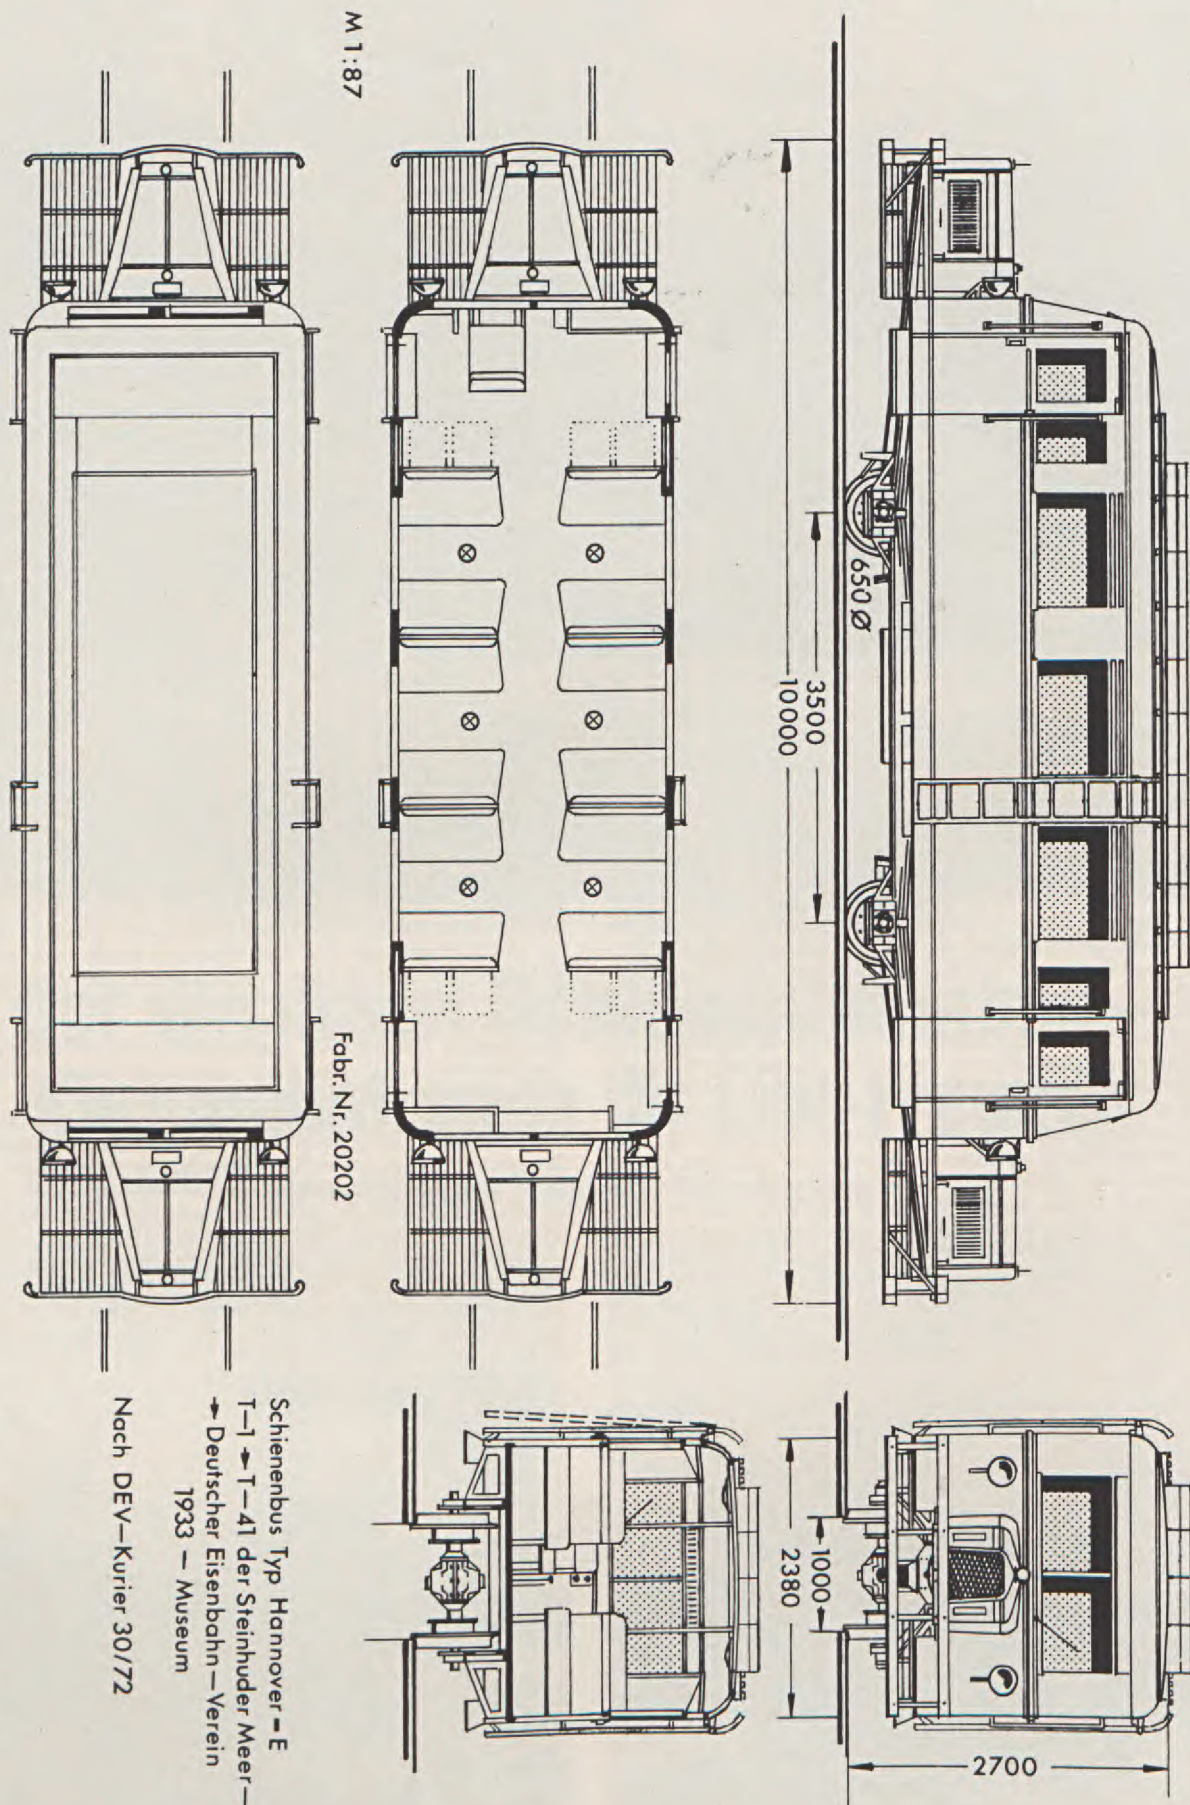 650 Ø
3500
10000
2700
1000
2380
M 1:87
Fabr. Nr. 20202
Schienenbus Typ Hannover=E
T—1 → T—41 der Steinhuder Meer—
→ Deutscher Eisenbahn—Verein
1933 — Museum
Nach DEV—Kurier 30/72